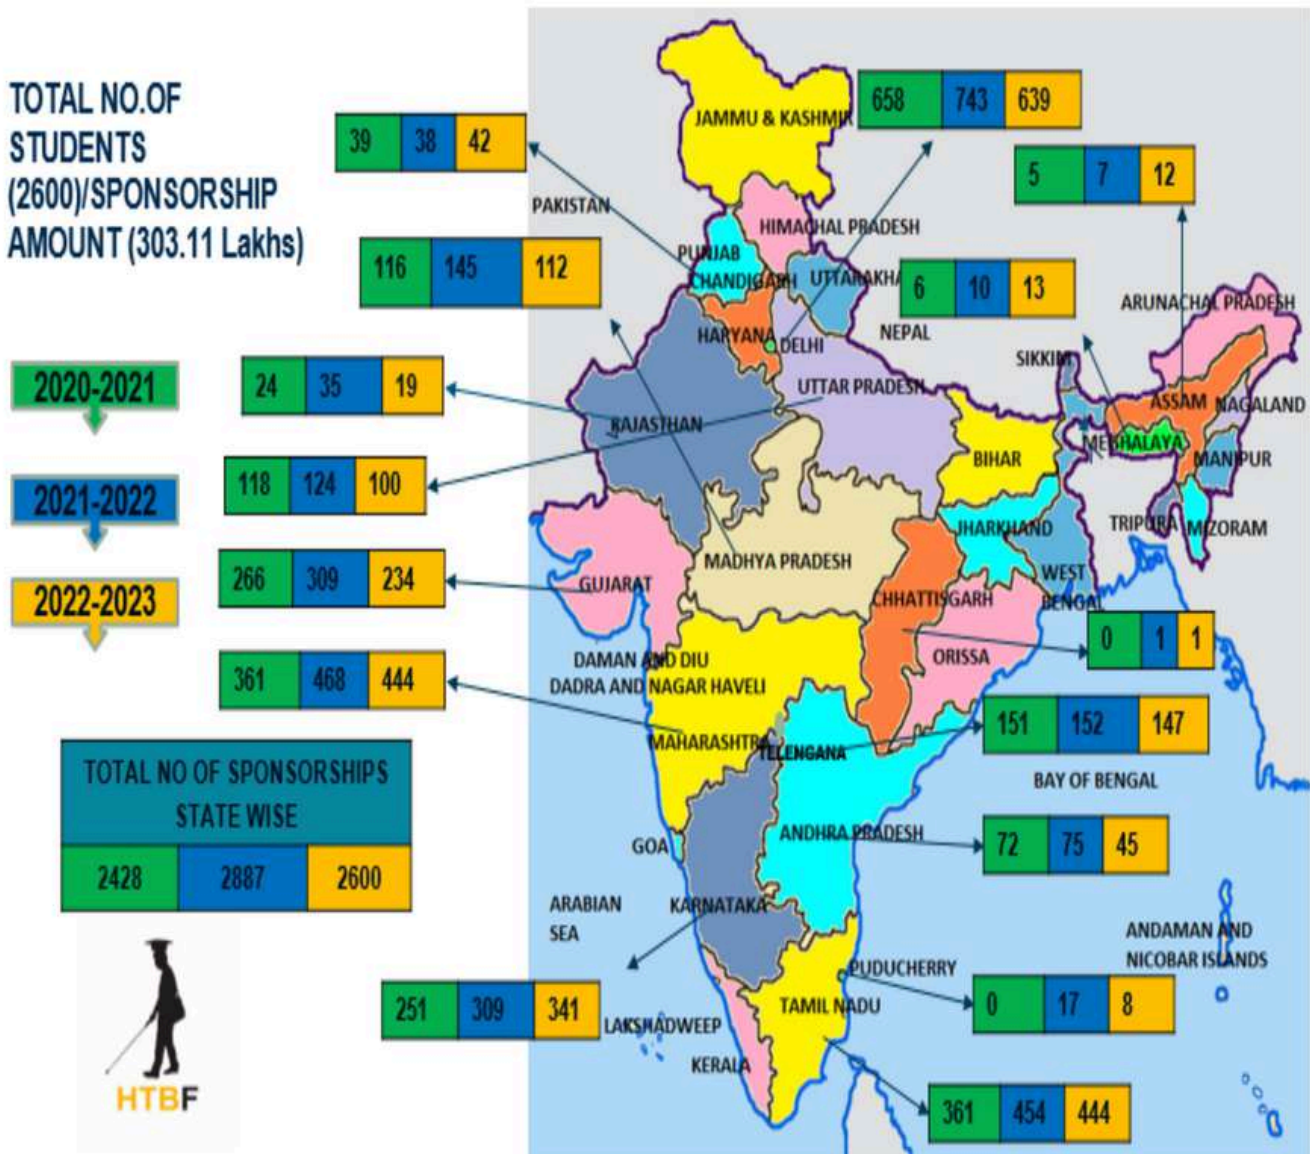 TOTAL NO.OF
STUDENTS
(2600)/SPONSORSHIP
AMOUNT (303.11 Lakhs)
39 38 42
658 743 639
JAMMU & KASHMIR
5 7 12
PAKISTAN
HIMACHAL PRADESH
116 145 112
PUNJAB
CHANDIGARH
UTTARAKHA
6 10 13
ARUNACHAL PRADESH
HARYANA
DELHI
NEPAL
SIKKIM
2020-2021
24 35 19
UTTAR PRADESH
RAJASTHAN
ASSAM
NAGALAND
MEGHALAYA
BIHAR
MANIPUR
2021-2022
118 124 100
JHARKHAND
TRIPURA
MIZORAM
MADHYA PRADESH
2022-2023
266 309 234
GUJARAT
CHHATTISGARH
WEST
BENGAL
0 1 1
ORISSA
DAMAN AND DIU
DADRA AND NAGAR HAVELI
361 468 444
MAHARASHTRA
TELENGANA
151 152 147
BAY OF BENGAL
TOTAL NO OF SPONSORSHIPS
STATE WISE
2428 2887 2600
GOA
ANDHRA PRADESH
72 75 45
ARABIAN
SEA
KARNATAKA
ANDAMAN AND
NICOBAR ISLANDS
PUDUCHERRY
0 17 8
251 309 341
LAKSHADWEEP
TAMIL NADU
KERALA
361 454 444
HTBF